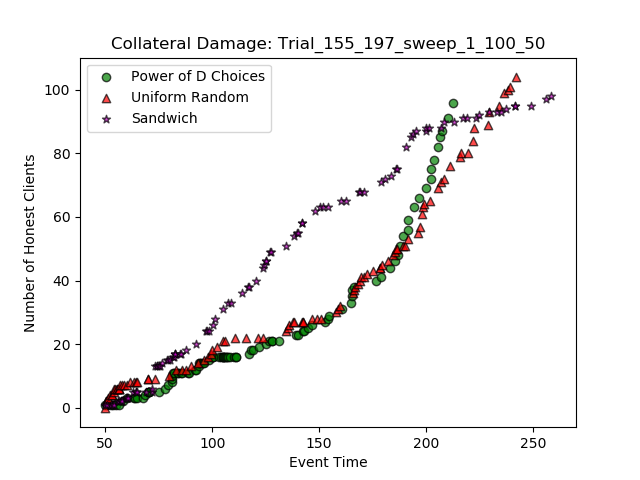 Collateral Damage: Trial_155_197_sweep_1_100_50
Power of D Choices
Uniform Random
Sandwich
Number of Honest Clients
100
80
60
40
20
0
50
100
150
200
250
Event Time